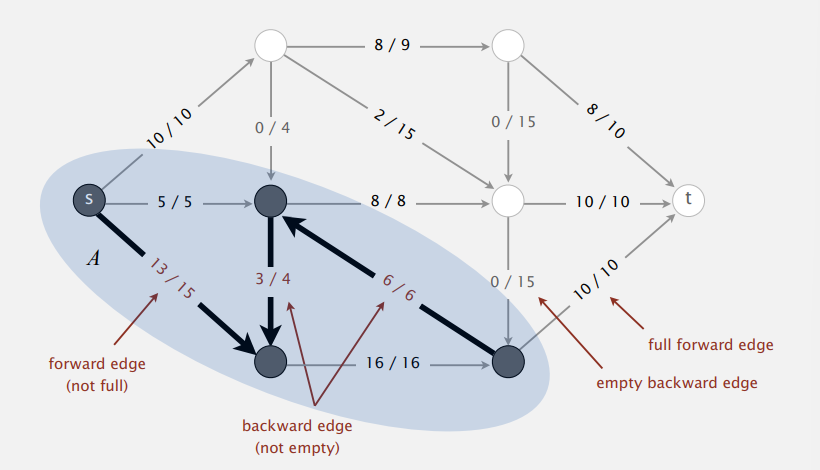 8 / 9
10 / 10
0 / 4
2 / 15
0 / 15
8 / 10
s
5 / 5
8 / 8
10 / 10
t
A
13 / 15
3 / 4
6 / 6
0 / 15
10 / 10
forward edge
(not full)
16 / 16
full forward edge
empty backward edge
backward edge
(not empty)